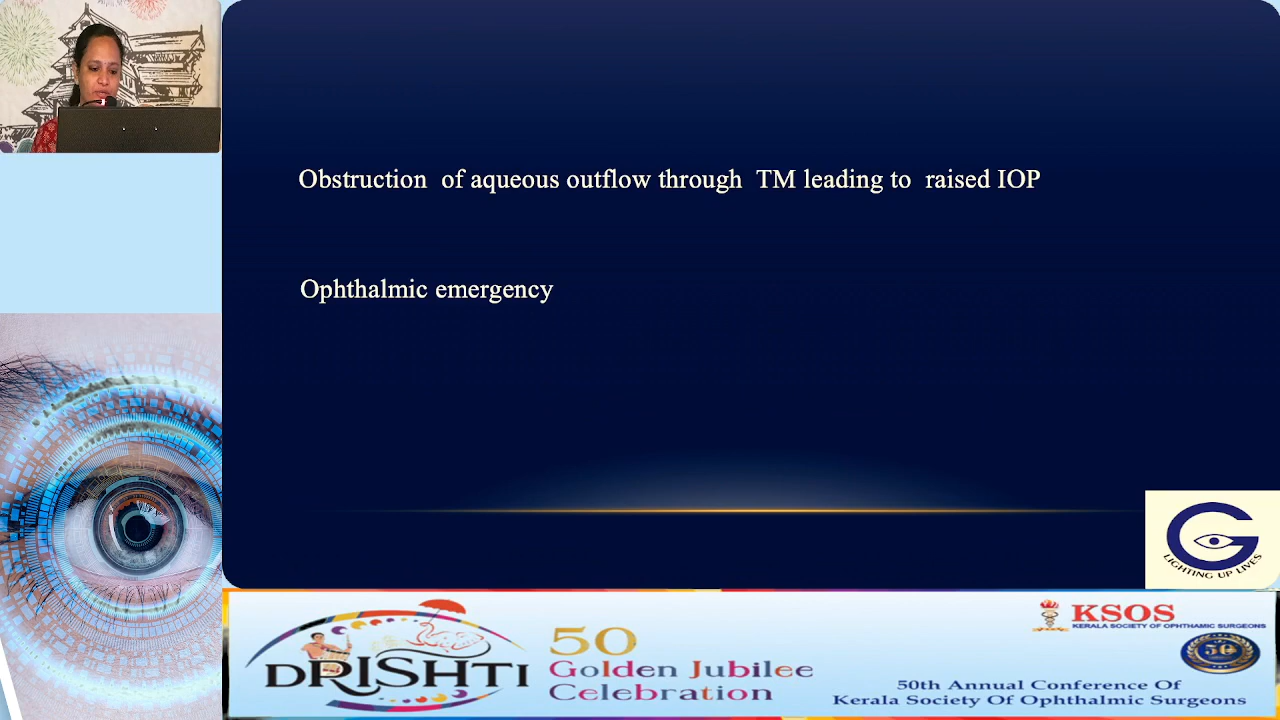 Obstruction of aqueous outflow through TM leading to raised IOP
Ophthalmic emergency
G
LIGHTING UP LIVES
DRISHTI
50
Golden Jubilee
Celebration
KSOS
KERALA SOCIETY OF OPHTHAMIC SURGEONS
50
50th Annual Conference Of
Kerala Society Of Ophthalmic Surgeons